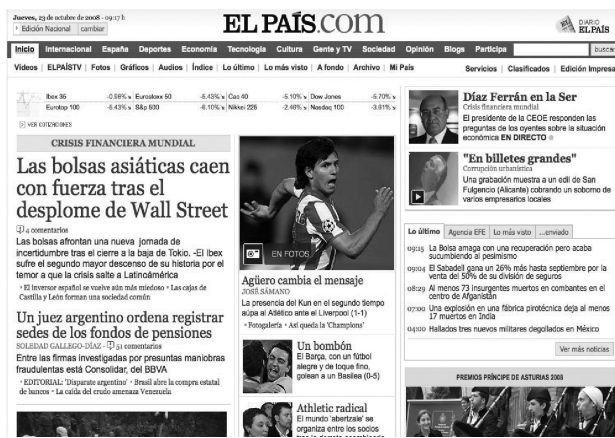 Jueves, 23 de octubre de 2008 - 09:17 h
Edición Nacional cambiar
EL PAÍS.COM
DIARIO
EL PAÍS
Inicio Internacional España Deportes Economía Tecnología Cultura Gente y TV Sociedad Opinión Blogs Participa buscar
Vídeos | ELPAÍSTV | Fotos | Gráficos | Audios | Índice | Lo último | Lo más visto | A fondo | Archivo | Mi País
Servicios | Clasificados | Edición Impresa
Ibex 35 -0.98% Eurostoxx 50 -5.43% Cac 40 -5.10% Dow Jones -5.70%
Eurotop 100 -5.43% S&p 500 -6.10% Nikkei 225 -2.46% Nasdaq 100 -3.91%
VER COTIZACIONES
CRISIS FINANCIERA MUNDIAL
Las bolsas asiáticas caen
con fuerza tras el
desplome de Wall Street
4 comentarios
Las bolsas afrontan una nueva jornada de
incertidumbre tras el cierre a la baja de Tokio. -El Ibex
sufre el segundo mayor descenso de su historia por el
temor a que la crisis salte a Latinoámérica
• El inversor español se vuelve aún más miedoso • Las cajas de
Castilla y León forman una sociedad común
Un juez argentino ordena registrar
sedes de los fondos de pensiones
SOLEDAD GALLEGO-DÍAZ - 51 comentarios
Entre las firmas investigadas por presuntas maniobras
fraudulentas está Consolidar, del BBVA
• EDITORIAL: 'Disparate argentino' • Brasil abre la compra estatal
de bancos • La caída del crudo amenaza Venezuela
EN FOTOS
Agüero cambia el mensaje
JOSÉ SÁMANO
La presencia del Kun en el segundo tiempo
aúpa al Atlético ante el Liverpool (1-1)
• Fotogalería • Así queda la 'Champions'
Un bombón
El Barça, con un fútbol
alegre y de toque fino,
golean a un Basilea (0-5)
Athletic radical
El mundo 'abertzale' se
organiza entre los socios
Díaz Ferrán en la Ser
Crisis financiera mundial
El presidente de la CEOE responden las
preguntas de los oyentes sobre la situación
económica EN DIRECTO
"En billetes grandes"
Corrupción urbanística
Una grabación muestra a un edil de San
Fulgencio (Alicante) cobrando un soborno de
varios empresarios locales
Lo último Agencia EFE Lo más visto ...enviado
09:15 La Bolsa amaga con una recuperación pero acaba
sucumbiendo al pesimismo
09:04 El Sabadell gana un 26% más hasta septiembre por la
venta del 50% de su división de seguros
08:29 Al menos 73 insurgentes muertos en combantes en el
centro de Afganistán
07:00 Una explosión en una fábrica pirotécnica deja al menos
17 muertos en India
04:00 Hallados tres nuevos militares degollados en México
Ver más noticias
PREMIOS PRÍNCIPE DE ASTURIAS 2008